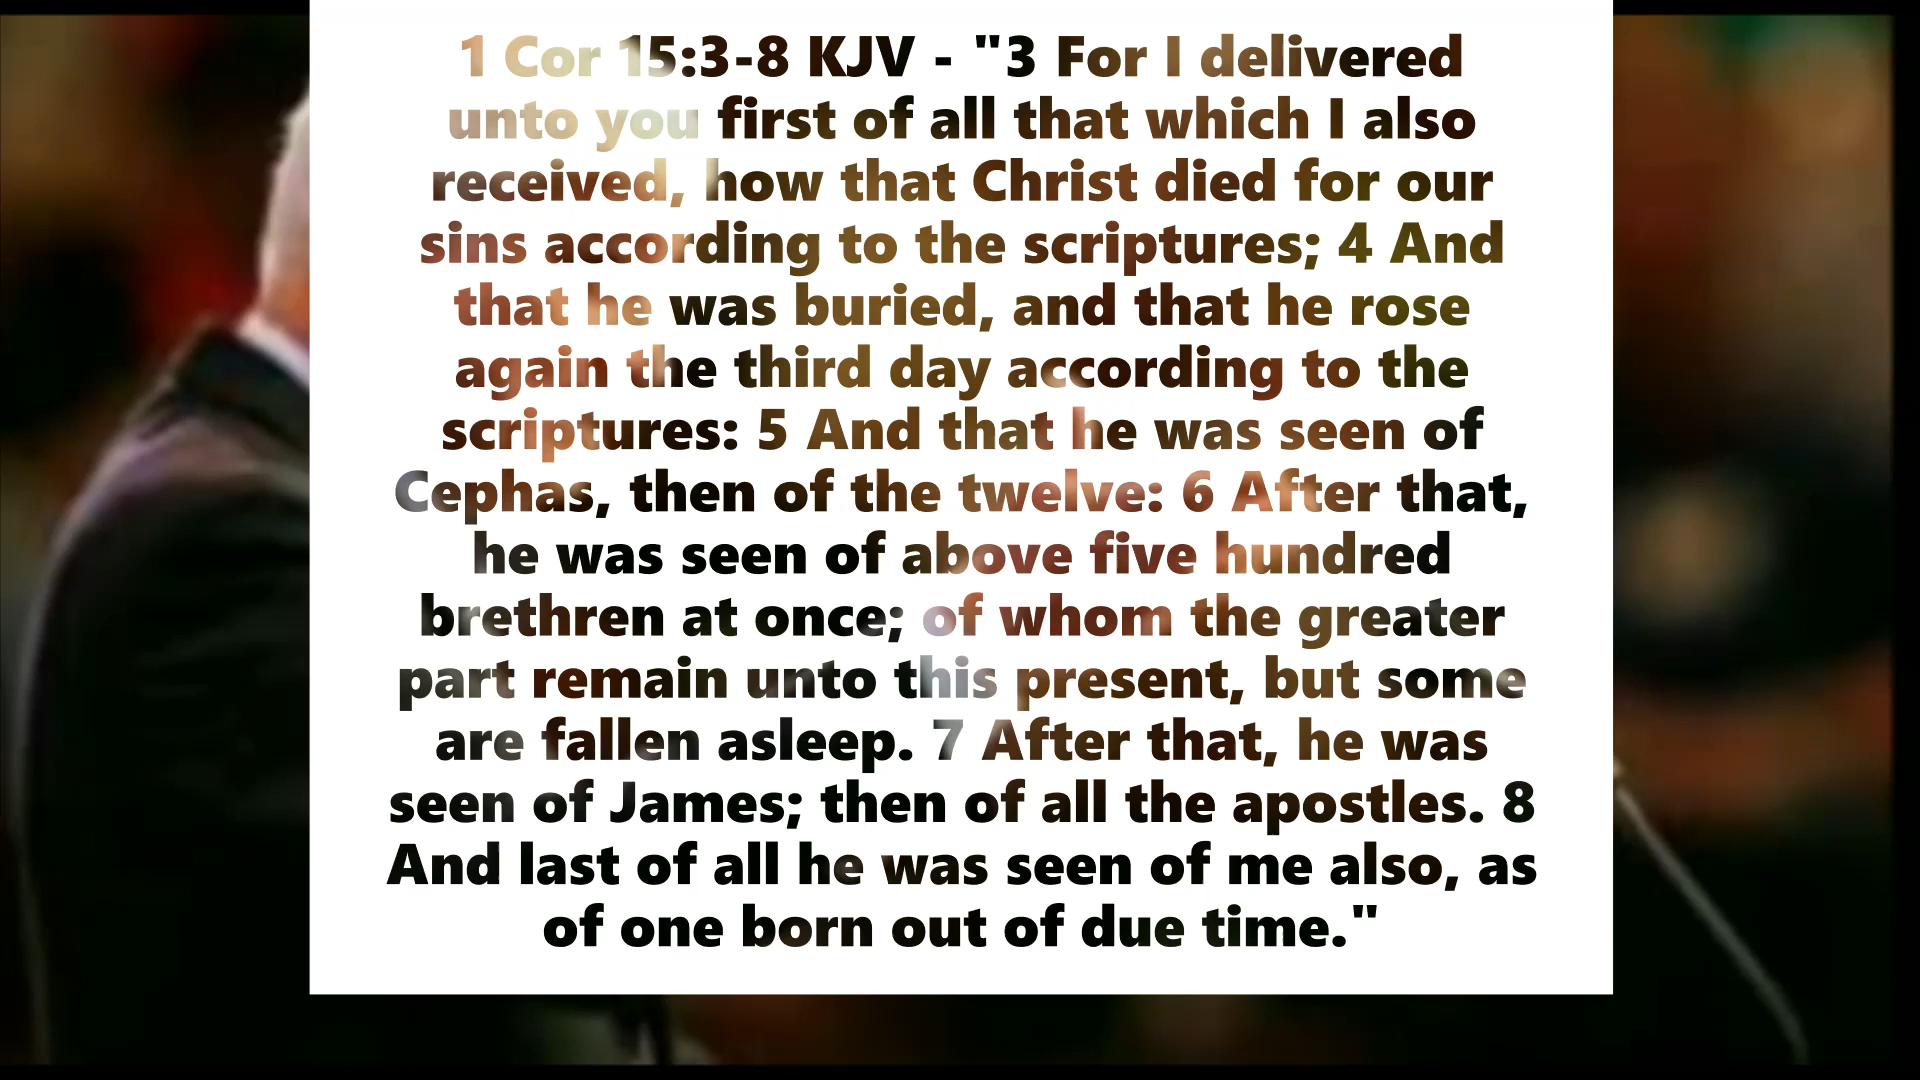 1 Cor 15:3-8 KJV - "3 For I delivered
unto you first of all that which I also
received, how that Christ died for our
sins according to the scriptures; 4 And
that he was buried, and that he rose
again the third day according to the
scriptures: 5 And that he was seen of
Cephas, then of the twelve: 6 After that,
he was seen of above five hundred
brethren at once; of whom the greater
part remain unto this present, but some
are fallen asleep. 7 After that, he was
seen of James; then of all the apostles. 8
And last of all he was seen of me also, as
of one born out of due time."